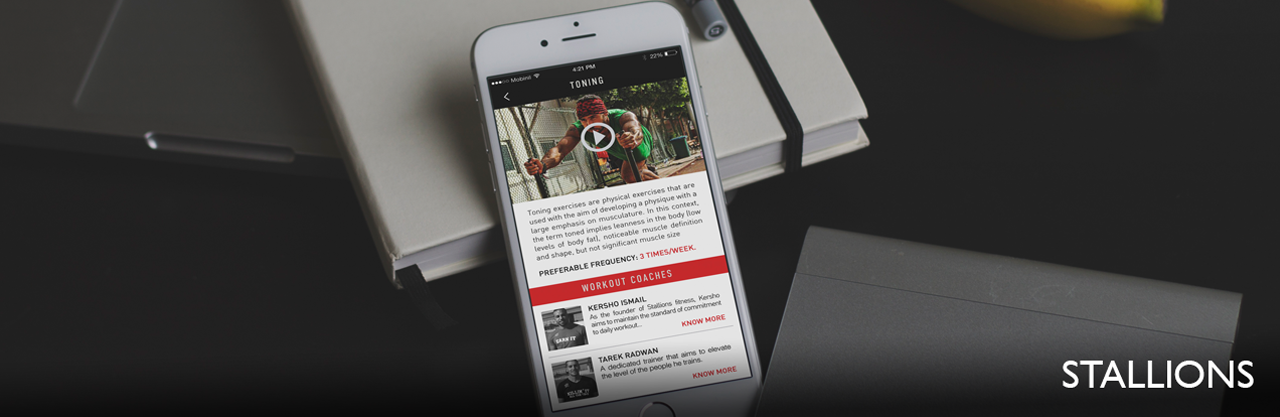 Mobinil 4:21 PM 22%
TONING
Toning exercises are physical exercises that are
used with the aim of developing a physique with a
large emphasis on musculature. In this context,
the term toned implies leanness in the body (low
levels of body fat), noticeable muscle definition
and shape, but not significant muscle size
PREFERABLE FREQUENCY: 3 TIMES/WEEK.
WORKOUT COACHES
KERSHO ISMAIL
As the founder of Stallions fitness, Kersho
aims to maintain the standard of commitment
to daily workout...
KNOW MORE
TAREK RADWAN
A dedicated trainer that aims to elevate
the level of the people he trains.
KNOW MORE
STALLIONS